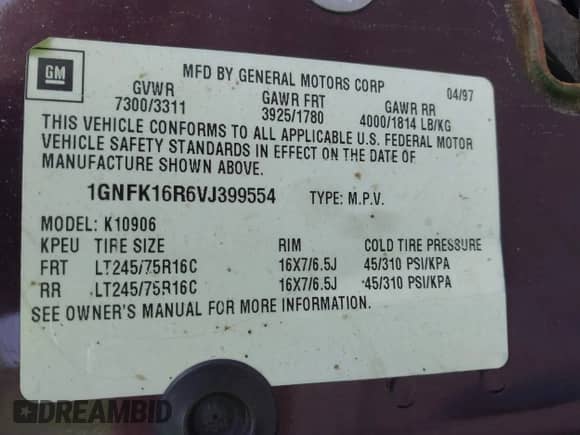 GM
MFD BY GENERAL MOTORS CORP 04/97
GVWR GAWR FRT GAWR RR
7300/3311 3925/1780 4000/1814 LB/KG
THIS VEHICLE CONFORMS TO ALL APPLICABLE U.S. FEDERAL MOTOR
VEHICLE SAFETY STANDARDS IN EFFECT ON THE DATE OF
MANUFACTURE SHOWN ABOVE.
1GNFK16R6VJ399554 TYPE: M.P.V.
MODEL: K10906
KPEU TIRE SIZE RIM COLD TIRE PRESSURE
FRT LT245/75R16C 16X7/6.5J 45/310 PSI/KPA
RR LT245/75R16C 16X7/6.5J 45/310 PSI/KPA
SEE OWNER'S MANUAL FOR MORE INFORMATION.
DREAMBID